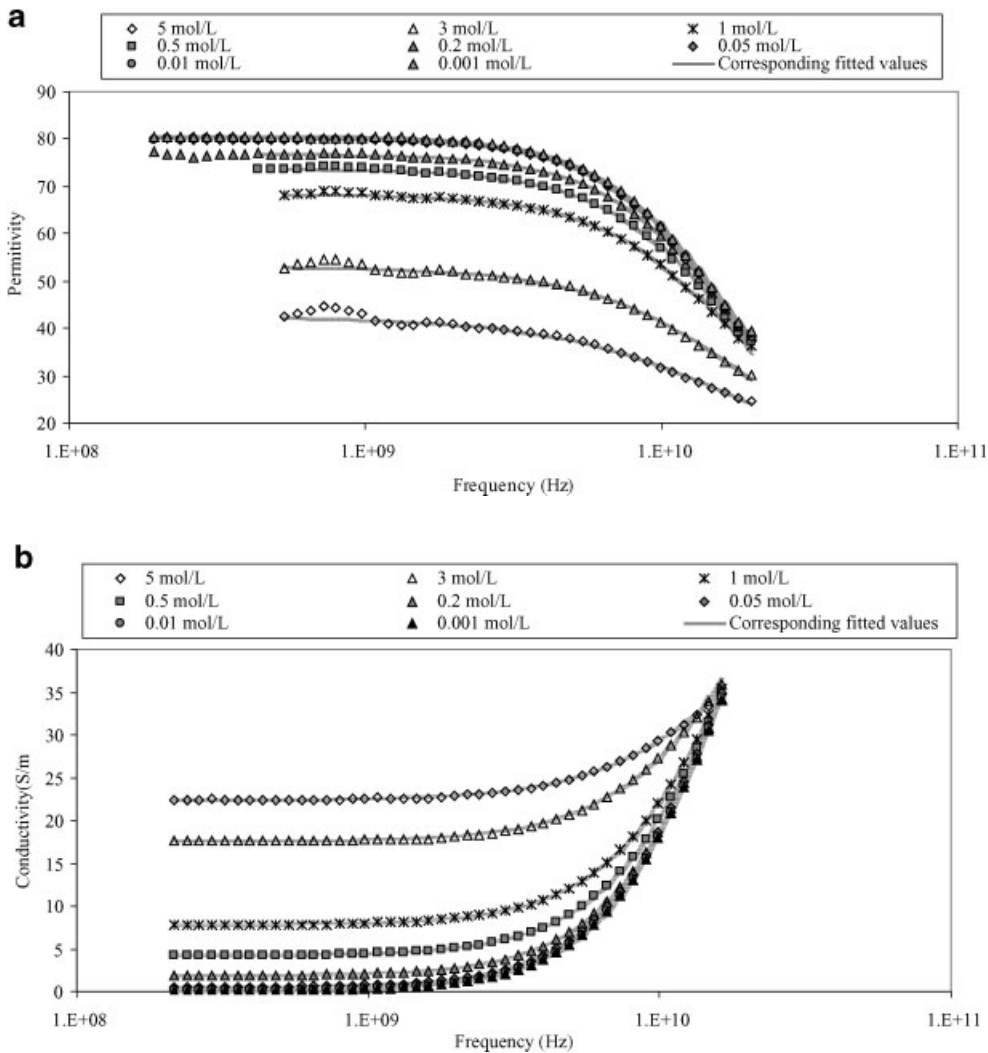 a
5 mol/L 3 mol/L 1 mol/L
0.5 mol/L 0.2 mol/L 0.05 mol/L
0.01 mol/L 0.001 mol/L Corresponding fitted values
90
80
70
60
50
40
30
20
Permitivity
1.E+08 1.E+09 1.E+10 1.E+11
Frequency (Hz)
b
5 mol/L 3 mol/L 1 mol/L
0.5 mol/L 0.2 mol/L 0.05 mol/L
0.01 mol/L 0.001 mol/L Corresponding fitted values
40
35
30
25
20
15
10
5
0
Conductivity(S/m
1.E+08 1.E+09 1.E+10 1.E+11
Frequency (Hz)